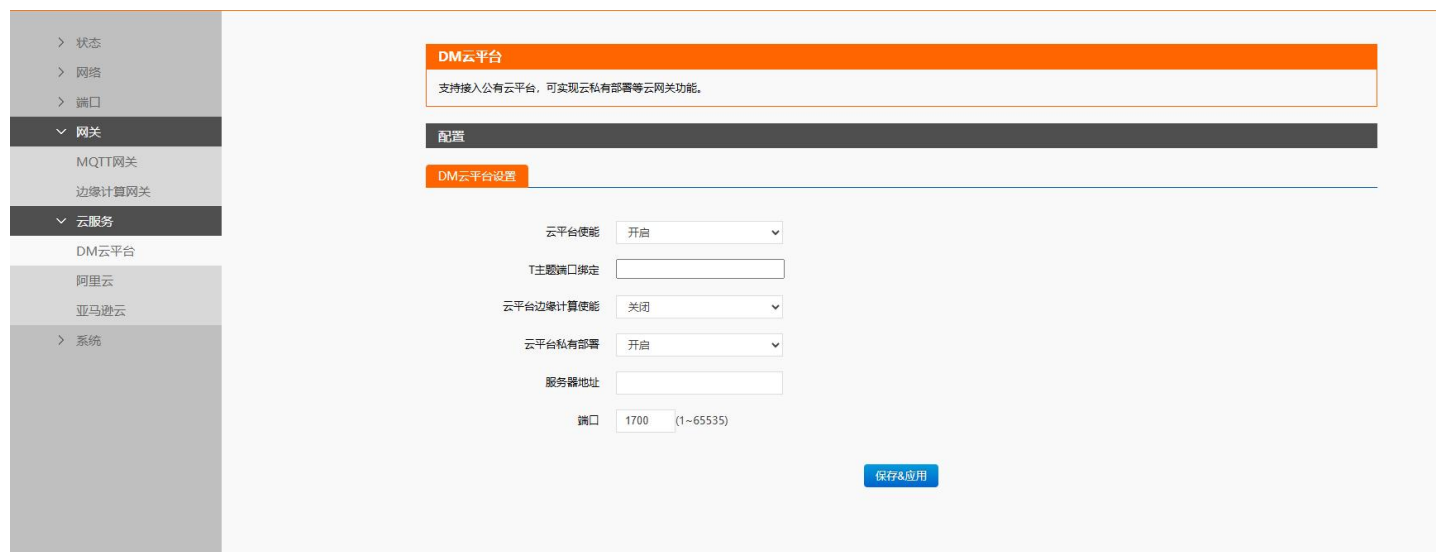 状态
网络
端口
网关
MQTT网关
边缘计算网关
云服务
DM云平台
阿里云
亚马逊云
系统
DM云平台
支持接入公有云平台，可实现云私有部署等云网关功能。
配置
DM云平台设置
云平台使能 开启
T主题端口绑定
云平台边缘计算使能 关闭
云平台私有部署 开启
服务器地址
端口 1700 (1~65535)
保存&应用